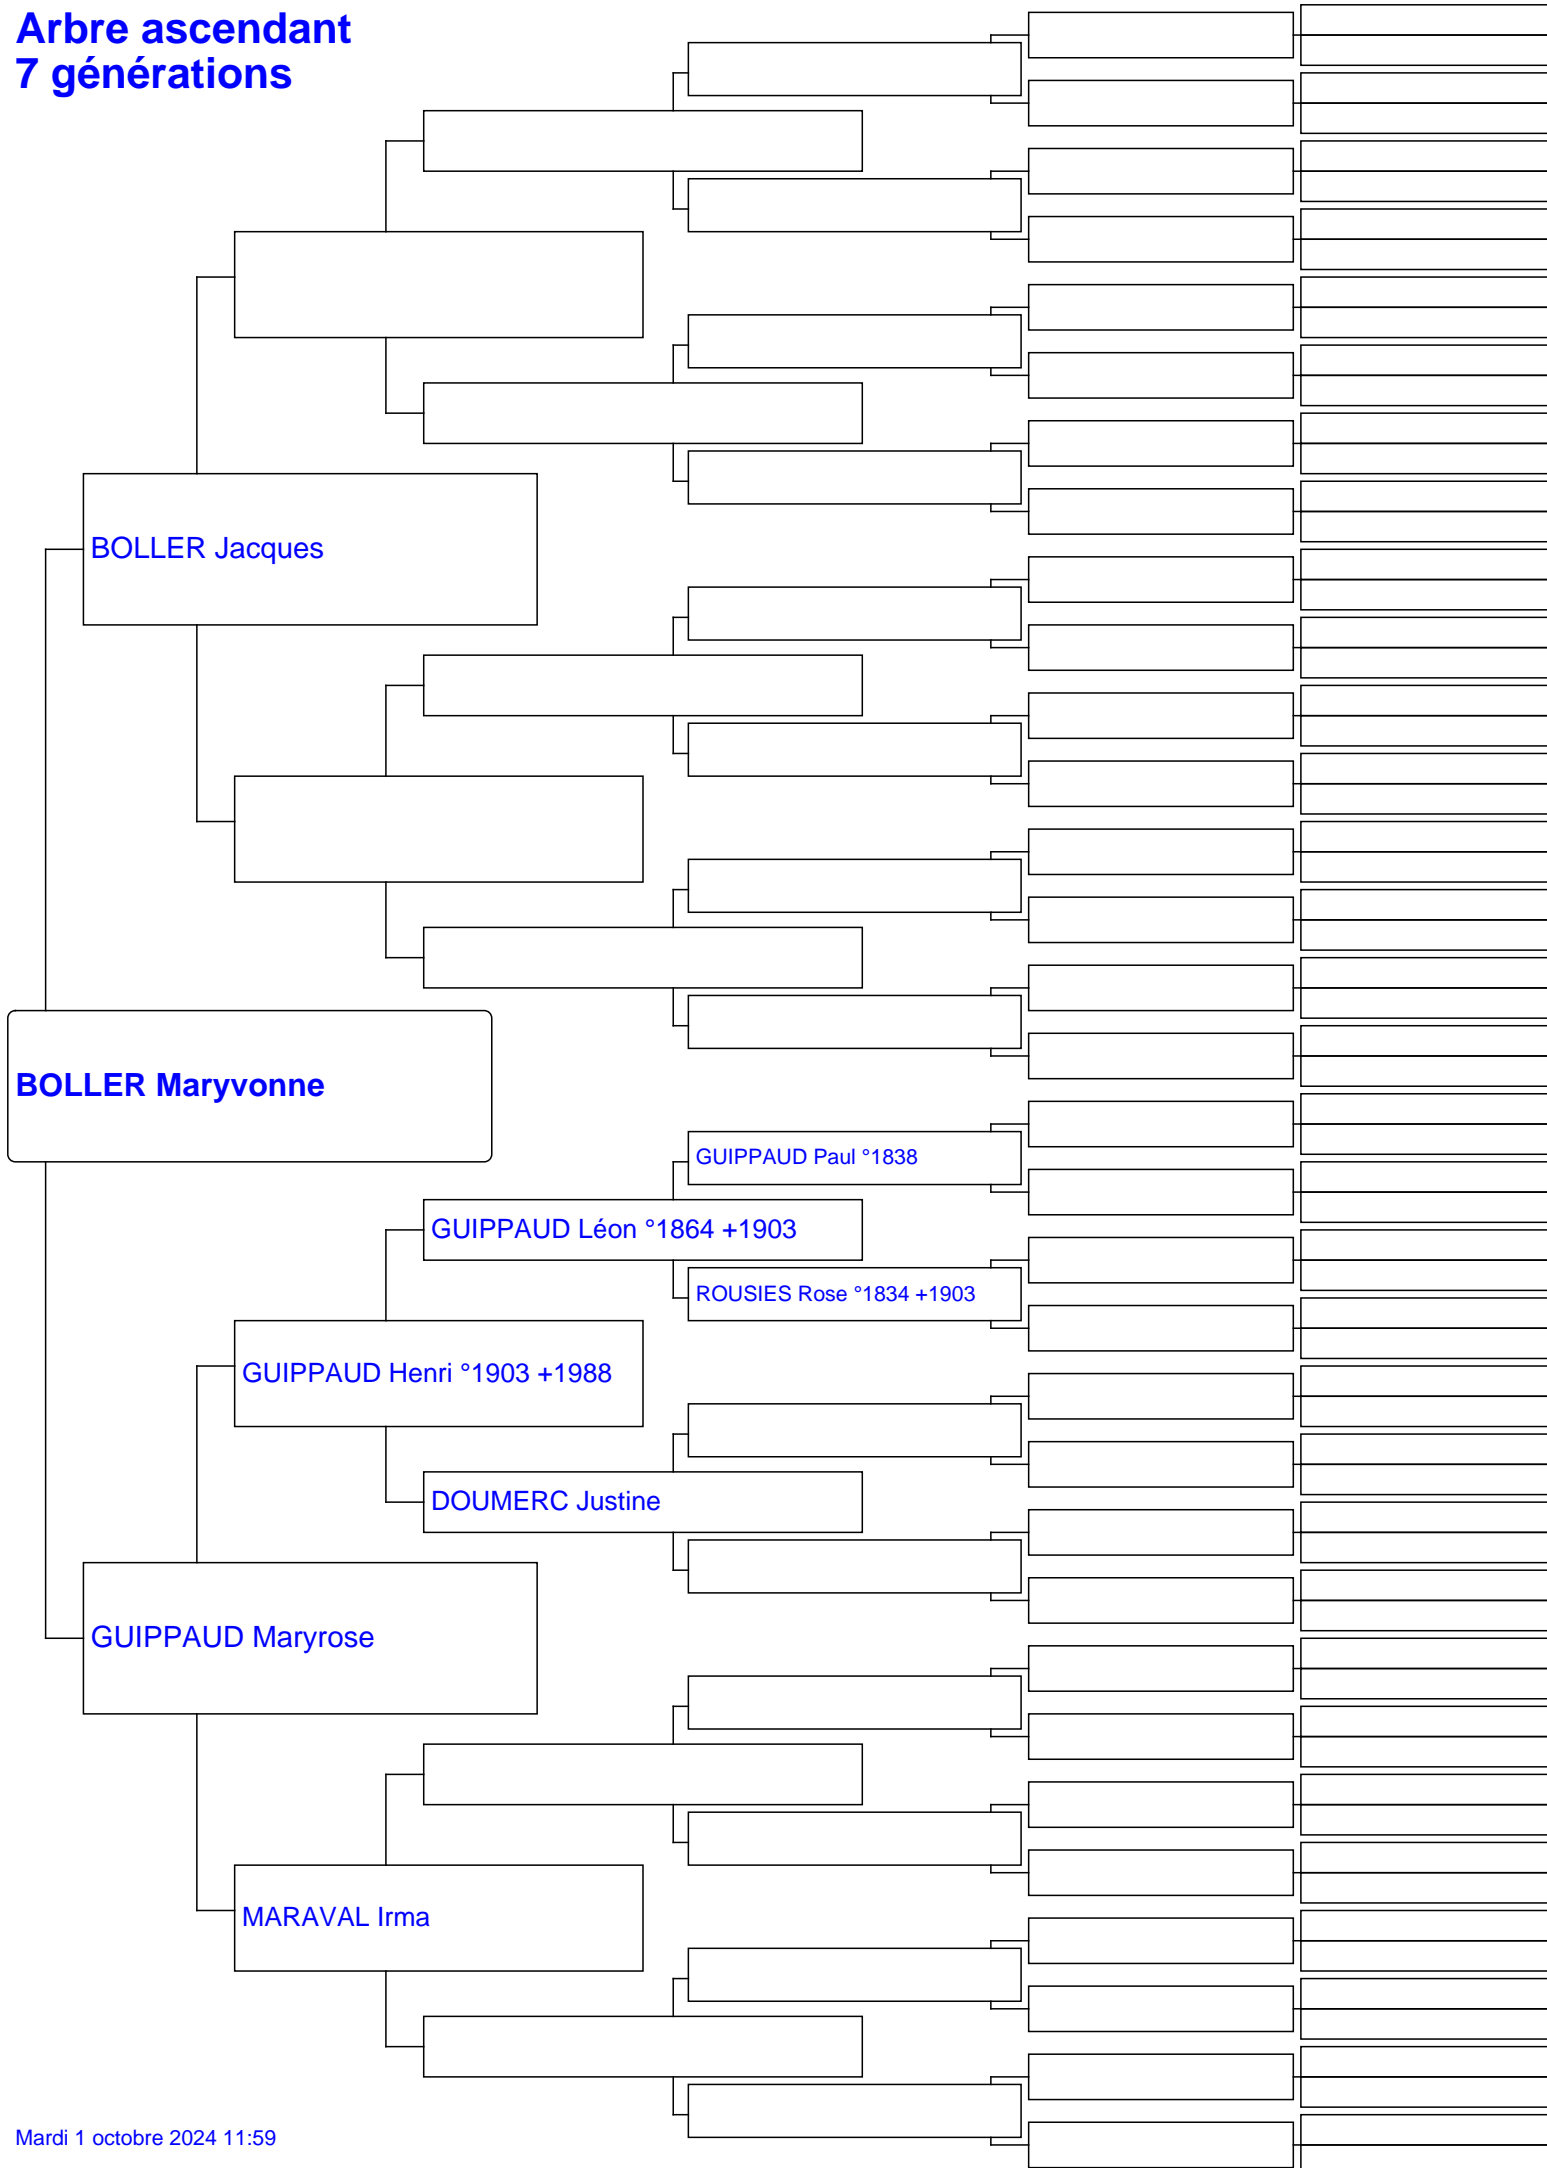 Arbre ascendant
7 générations
BOLLER Jacques
BOLLER Maryvonne
GUIPPAUD Paul °1838
GUIPPAUD Léon °1864 +1903
ROUSIES Rose °1834 +1903
GUIPPAUD Henri °1903 +1988
DOUMERC Justine
GUIPPAUD Maryrose
MARAVAL Irma
Mardi 1 octobre 2024 11:59